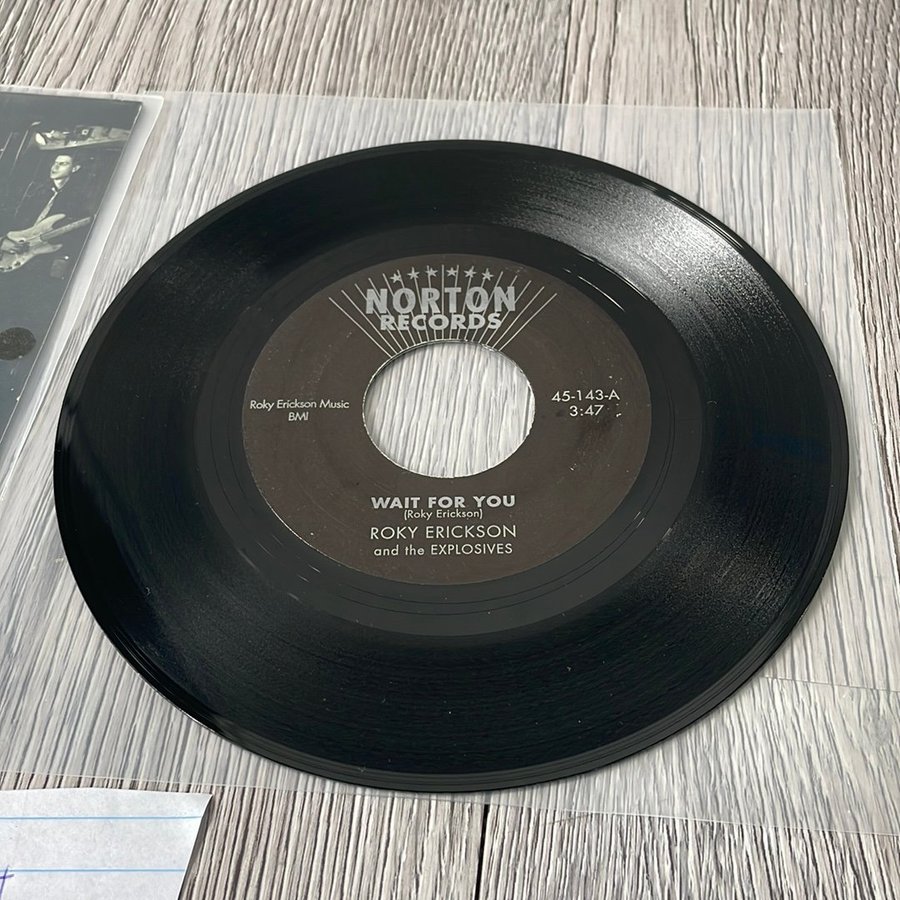 NORTON
RECORDS
Roky Erickson Music
BMI
45-143-A
3:47
WAIT FOR YOU
(Roky Erickson)
ROKY ERICKSON
and the EXPLOSIVES